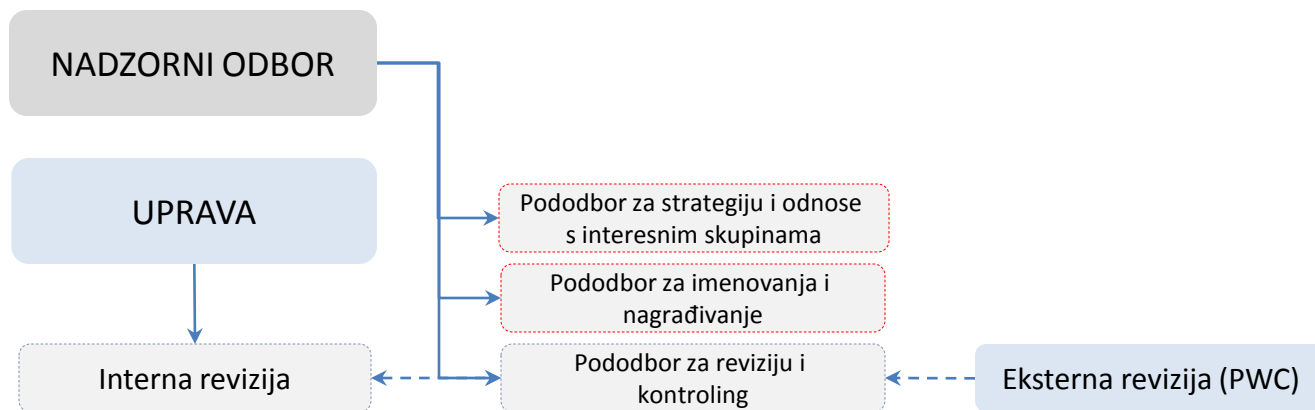 NADZORNI ODBOR
UPRAVA
Pododbor za strategiju i odnose
s interesnim skupinama
Pododbor za imenovanja i
nagrađivanje
Interna revizija
Pododbor za reviziju i
kontroling
Eksterna revizija (PWC)